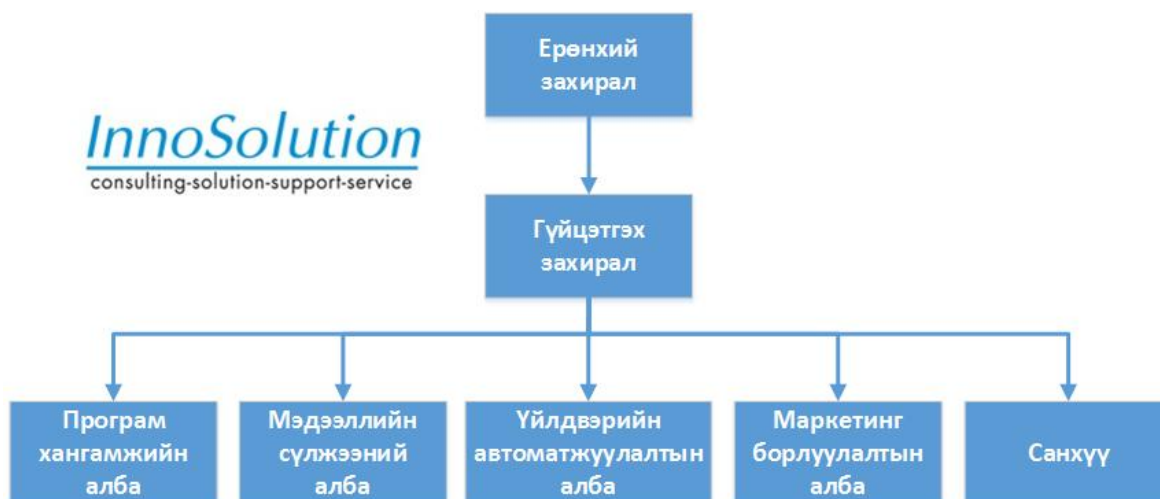 Ерөнхий
захирал
InnoSolution
consulting-solution-support-service
Гүйцэтгэх
захирал
Програм
хангамжийн
алба
Мэдээллийн
сүлжээний
алба
Үйлдвэрийн
автоматжуулалтын
алба
Маркетинг
борлуулалтын
алба
Санхүү